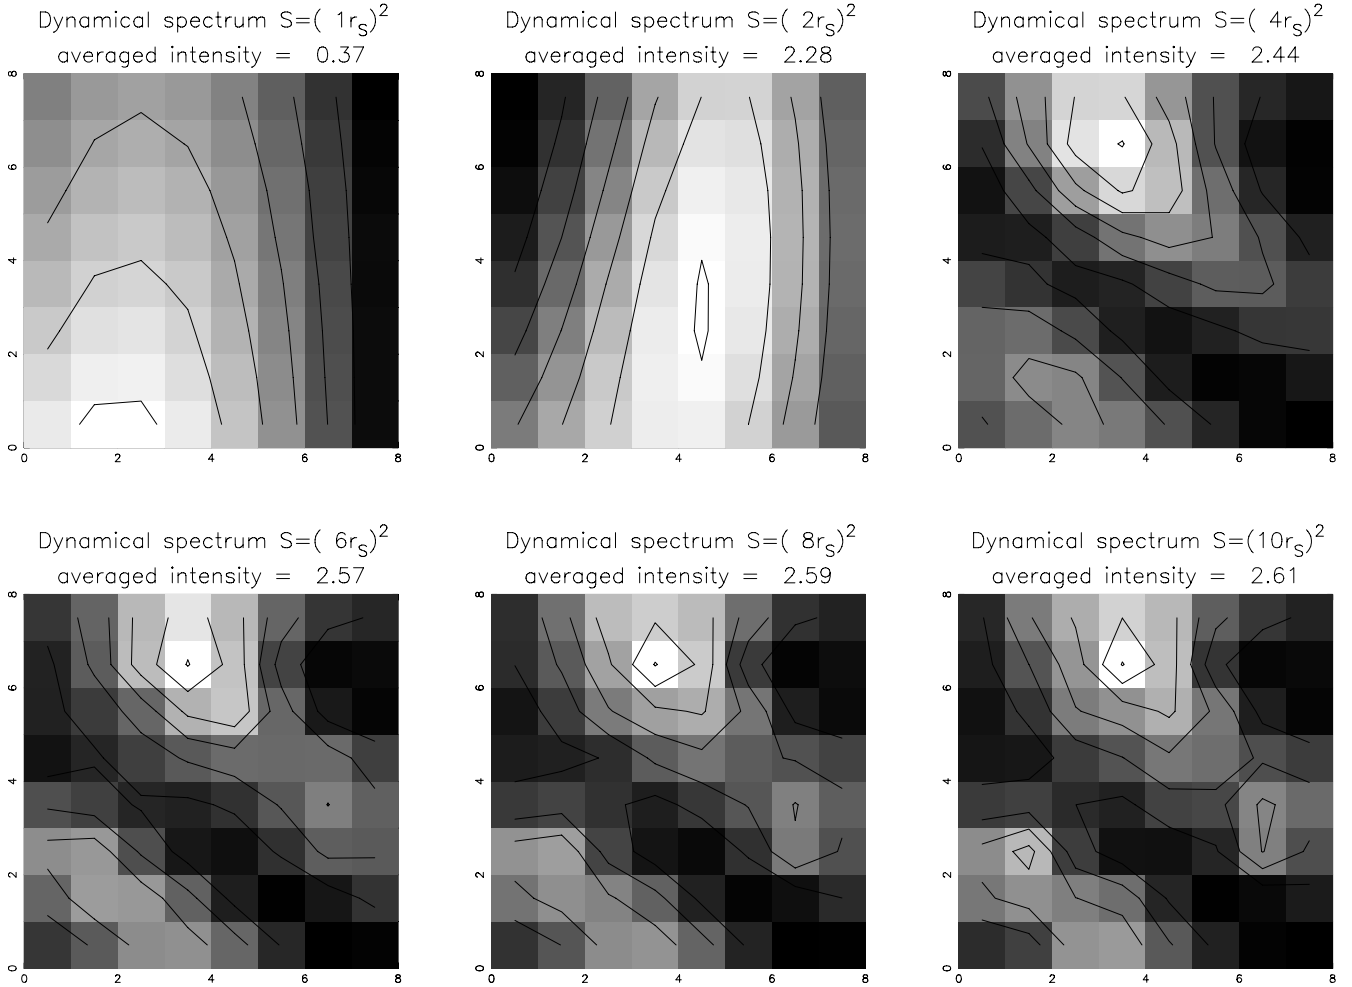 Dynamical spectrum S=( 1r_S)^2
averaged intensity = 0.37
8
6
4
2
0
0 2 4 6 8
Dynamical spectrum S=( 2r_S)^2
averaged intensity = 2.28
8
6
4
2
0
0 2 4 6 8
Dynamical spectrum S=( 4r_S)^2
averaged intensity = 2.44
8
6
4
2
0
0 2 4 6 8
Dynamical spectrum S=( 6r_S)^2
averaged intensity = 2.57
8
6
4
2
0
0 2 4 6 8
Dynamical spectrum S=( 8r_S)^2
averaged intensity = 2.59
8
6
4
2
0
0 2 4 6 8
Dynamical spectrum S=(10r_S)^2
averaged intensity = 2.61
8
6
4
2
0
0 2 4 6 8